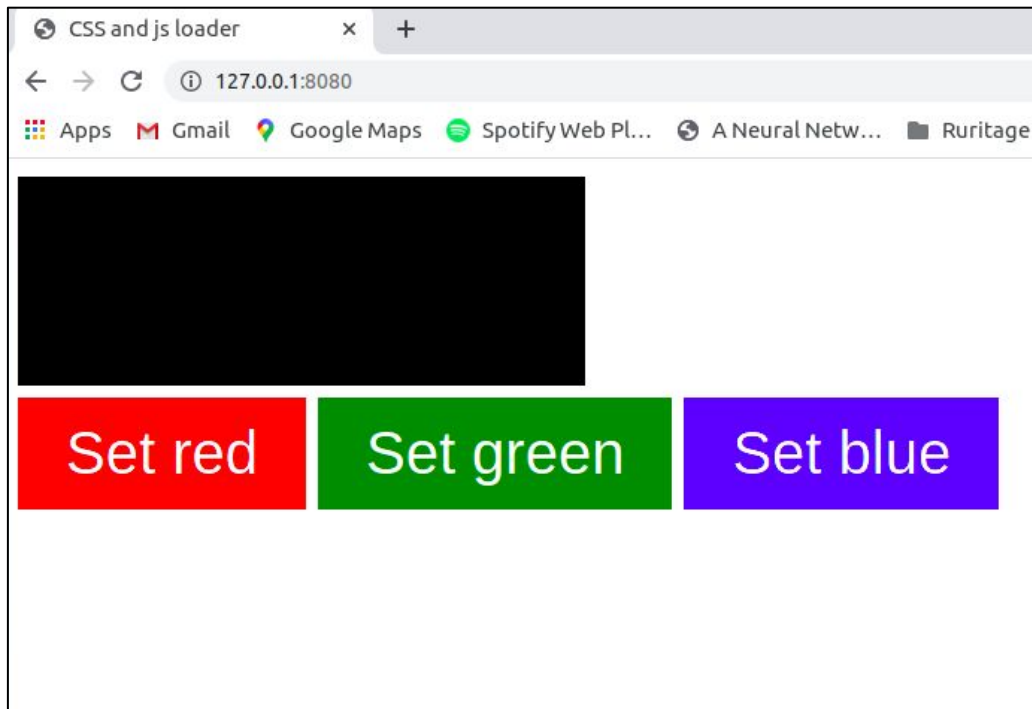 CSS and js loader
127.0.0.1:8080
Apps Gmail Google Maps Spotify Web Pl... A Neural Netw... Ruritage
Set red Set green Set blue